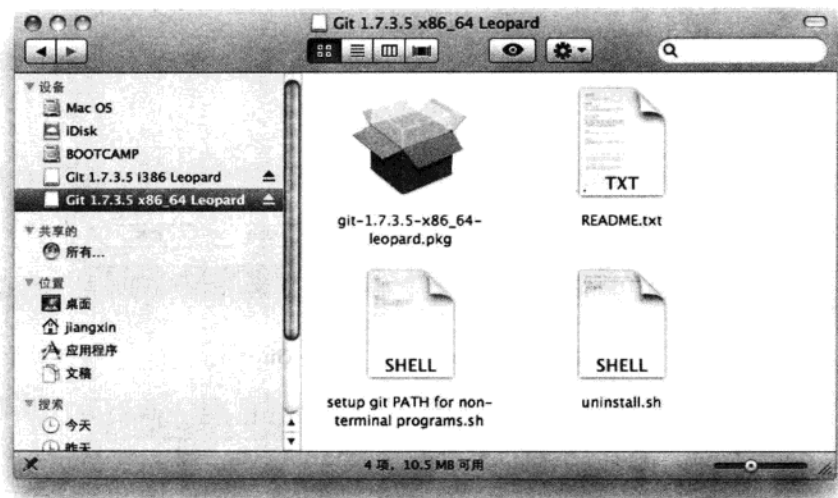 Git 1.7.3.5 x86_64 Leopard
设备
Mac OS
iDisk
BOOTCAMP
Git 1.7.3.5 i386 Leopard
Git 1.7.3.5 x86_64 Leopard
共享的
所有...
位置
桌面
jiangxin
应用程序
文稿
搜索
今天
昨天
git-1.7.3.5-x86_64-
leopard.pkg
TXT
README.txt
SHELL
setup git PATH for non-
terminal programs.sh
SHELL
uninstall.sh
4 项，10.5 MB 可用